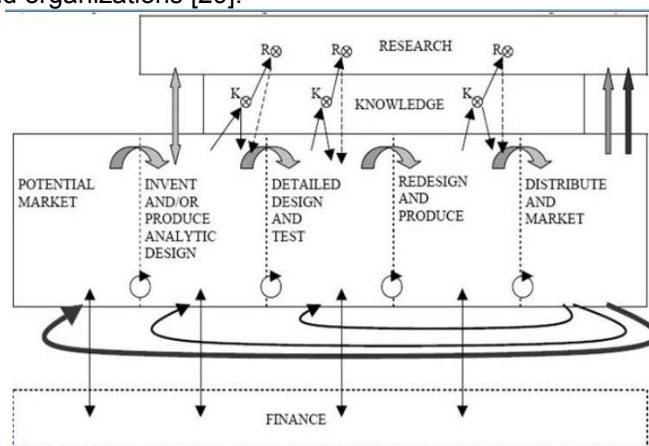 d organizations [20].
R
R
RESEARCH
R
K
K
KNOWLEDGE
K
POTENTIAL
MARKET
INVENT
AND/OR
PRODUCE
ANALYTIC
DESIGN
DETAILED
DESIGN
AND
TEST
REDESIGN
AND
PRODUCE
DISTRIBUTE
AND
MARKET
FINANCE